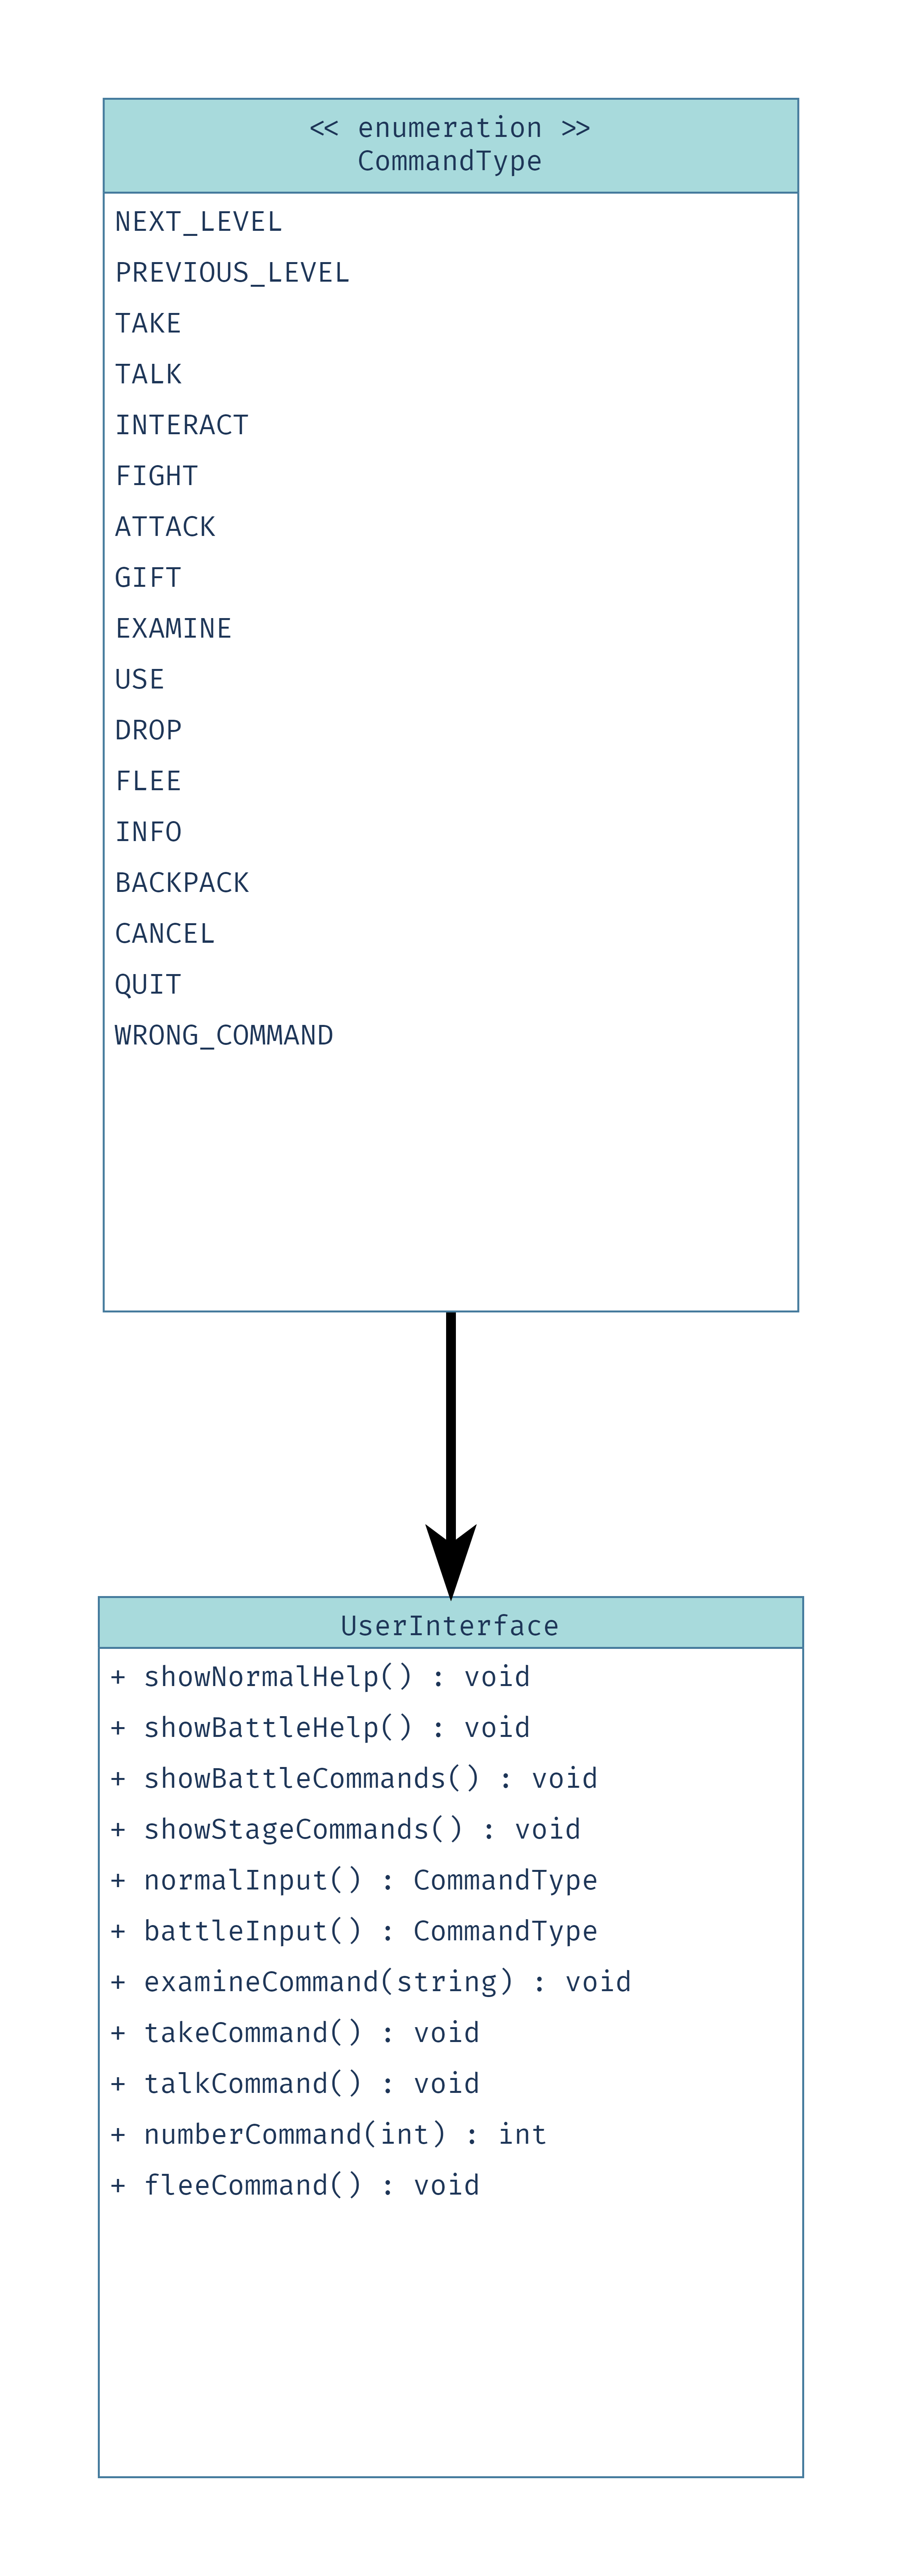 << enumeration >>
CommandType
NEXT_LEVEL
PREVIOUS_LEVEL
TAKE
TALK
INTERACT
FIGHT
ATTACK
GIFT
EXAMINE
USE
DROP
FLEE
INFO
BACKPACK
CANCEL
QUIT
WRONG_COMMAND
UserInterface
+ showNormalHelp() : void
+ showBattleHelp() : void
+ showBattleCommands() : void
+ showStageCommands() : void
+ normalInput() : CommandType
+ battleInput() : CommandType
+ examineCommand(string) : void
+ takeCommand() : void
+ talkCommand() : void
+ numberCommand(int) : int
+ fleeCommand() : void